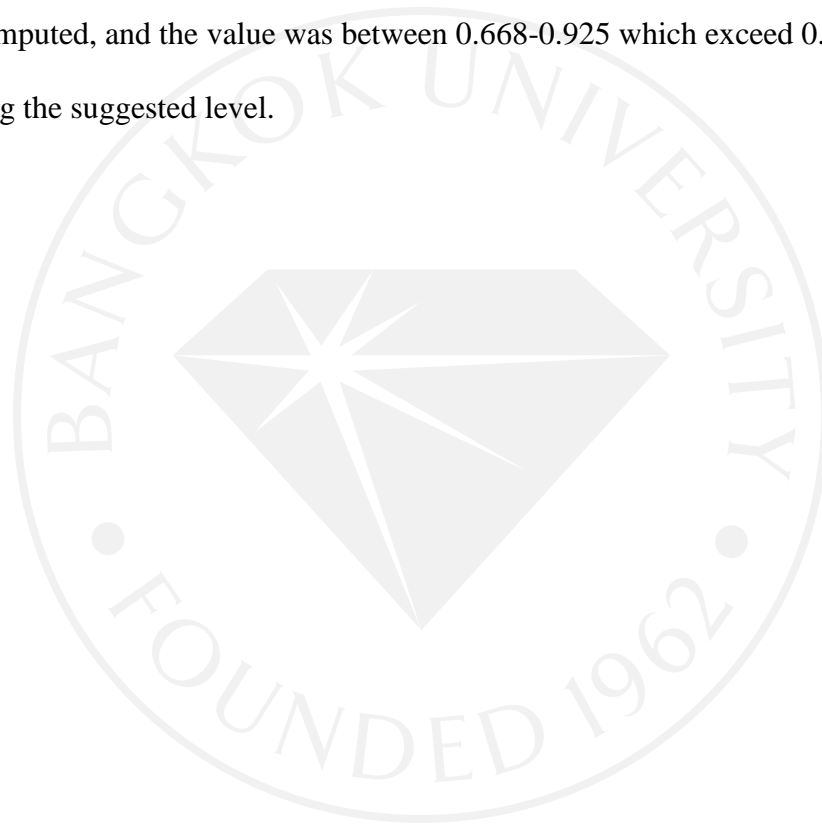 mputed, and the value was between 0.668-0.925 which exceed 0.
g the suggested level.
BANGKOK UNIVERSITY
FOUNDED 1962